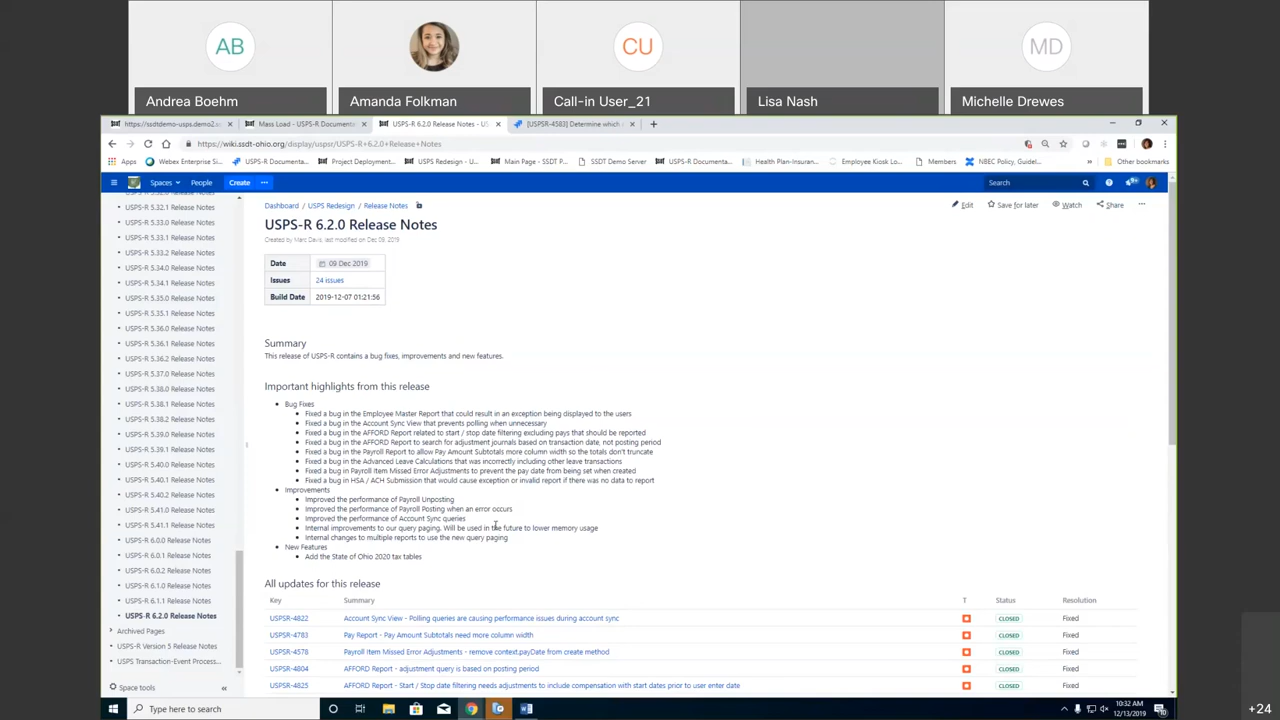 AB
CU
MD
Andrea Boehm
Amanda Folkman
Call-in User_21
Lisa Nash
Michelle Drewes
https://ssdtdemo-usps.demo2.s
Mass Load - USPS-R Documenta
USPS-R 6.2.0 Release Notes - US
[USPSR-4583] Determine which
https://wiki.ssdt-ohio.org/display/uspsr/USPS-R+6.2.0+Release+Notes
Apps
Webex Enterprise Si...
USPS-R Documenta...
Project Deployment...
USPS Redesign - U...
Main Page - SSDT P...
SSDT Demo Server
USPS-R Documenta...
Health Plan-Insuran...
Employee Kiosk Lo...
Members
NBEC Policy, Guidel...
Other bookmarks
Spaces
People
Create
Search
USPS-R 5.32.0 Release Notes
USPS-R 5.32.1 Release Notes
USPS-R 5.33.0 Release Notes
USPS-R 5.33.1 Release Notes
USPS-R 5.33.2 Release Notes
USPS-R 5.34.0 Release Notes
USPS-R 5.34.1 Release Notes
USPS-R 5.35.0 Release Notes
USPS-R 5.35.1 Release Notes
USPS-R 5.36.0 Release Notes
USPS-R 5.36.1 Release Notes
USPS-R 5.36.2 Release Notes
USPS-R 5.37.0 Release Notes
USPS-R 5.38.0 Release Notes
USPS-R 5.38.1 Release Notes
USPS-R 5.38.2 Release Notes
USPS-R 5.39.0 Release Notes
USPS-R 5.39.1 Release Notes
USPS-R 5.40.0 Release Notes
USPS-R 5.40.1 Release Notes
USPS-R 5.40.2 Release Notes
USPS-R 5.41.0 Release Notes
USPS-R 5.41.1 Release Notes
USPS-R 6.0.0 Release Notes
USPS-R 6.0.1 Release Notes
USPS-R 6.0.2 Release Notes
USPS-R 6.1.0 Release Notes
USPS-R 6.1.1 Release Notes
USPS-R 6.2.0 Release Notes
Archived Pages
USPS-R Version 5 Release Notes
USPS Transaction-Event Process...
Space tools
Dashboard / USPS Redesign / Release Notes
Edit
Save for later
Watch
Share
USPS-R 6.2.0 Release Notes
Created by Marc Davis, last modified on Dec 09, 2019
Date 09 Dec 2019
Issues 24 issues
Build Date 2019-12-07 01:21:56
Summary
This release of USPS-R contains a bug fixes, improvements and new features.
Important highlights from this release
Bug Fixes
Fixed a bug in the Employee Master Report that could result in an exception being displayed to the users
Fixed a bug in the Account Sync View that prevents polling when unnecessary
Fixed a bug in the AFFORD Report related to start / stop date filtering excluding pays that should be reported
Fixed a bug in the AFFORD Report to search for adjustment journals based on transaction date, not posting period
Fixed a bug in the Payroll Report to allow Pay Amount Subtotals more column width so the totals don't truncate
Fixed a bug in the Advanced Leave Calculations that was incorrectly including other leave transactions
Fixed a bug in Payroll Item Missed Error Adjustments to prevent the pay date from being set when created
Fixed a bug in HSA / ACH Submission that would cause exception or invalid report if there was no data to report
Improvements
Improved the performance of Payroll Unposting
Improved the performance of Payroll Posting when an error occurs
Improved the performance of Account Sync queries
Internal improvements to our query paging. Will be used in the future to lower memory usage
Internal changes to multiple reports to use the new query paging
New Features
Add the State of Ohio 2020 tax tables
All updates for this release
Key Summary T Status Resolution
USPSR-4822 Account Sync View - Polling queries are causing performance issues during account sync CLOSED Fixed
USPSR-4783 Pay Report - Pay Amount Subtotals need more column width CLOSED Fixed
USPSR-4578 Payroll Item Missed Error Adjustments - remove context.payDate from create method CLOSED Fixed
USPSR-4804 AFFORD Report - adjustment query is based on posting period CLOSED Fixed
USPSR-4825 AFFORD Report - Start / Stop date filtering needs adjustments to include compensation with start dates prior to user enter date CLOSED Fixed
Type here to search
10:32 AM
12/13/2019
+24